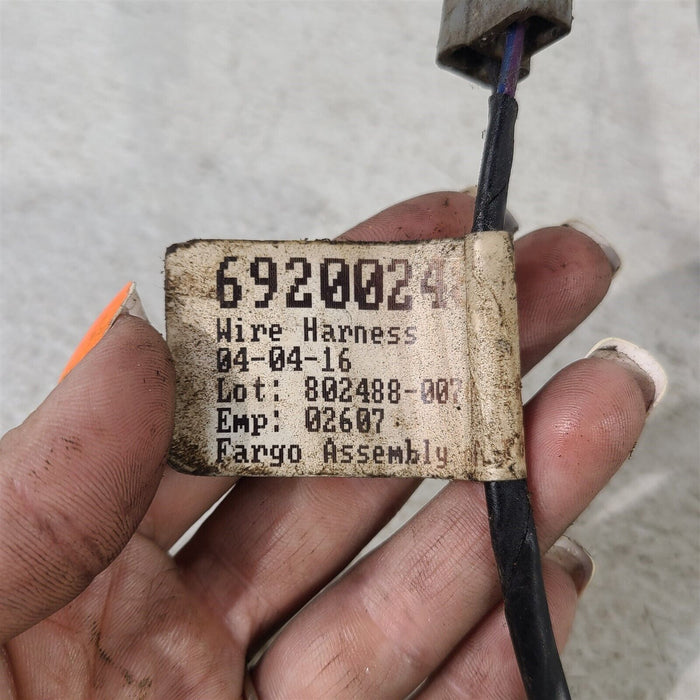 6920024
Wire Harness
04-04-16
Lot: 802488-007
Emp: 02607
Fargo Assembly